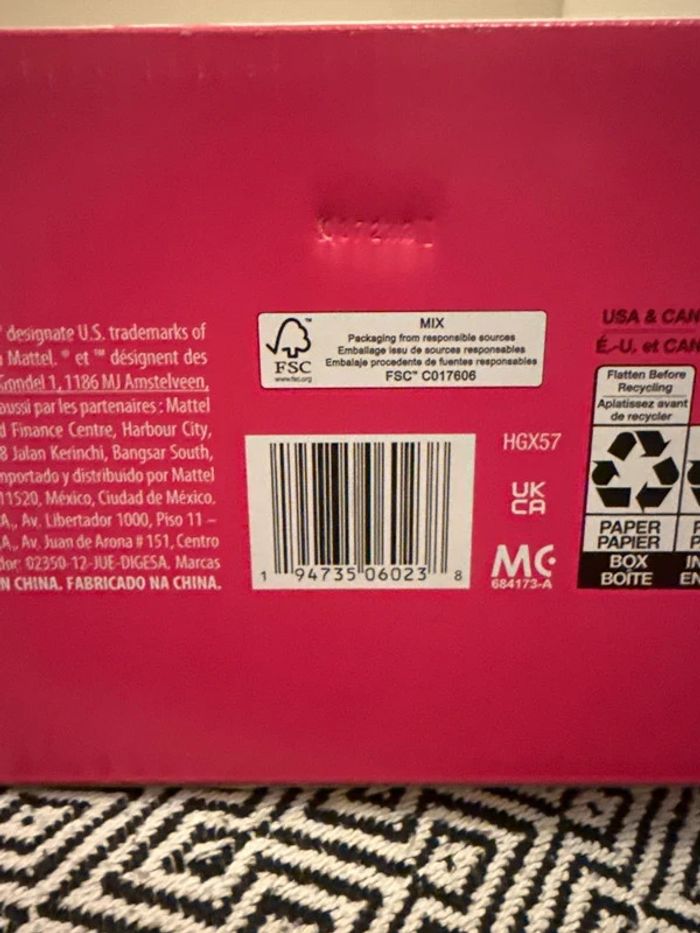 designate U.S. trademarks of
Mattel. ® et ™ désignent des
Gondel 1, 1186 MJ Amstelveen,
aussi par les partenaires : Mattel
d Finance Centre, Harbour City,
8 Jalan Kerinchi, Bangsar South,
mportado y distribuido por Mattel
11520, México, Ciudad de México.
A., Av. Libertador 1000, Piso 11 –
A., Av. Juan de Arona # 151, Centro
dor: 02350-12-JUE-DIGESA. Marcas
N CHINA. FABRICADO NA CHINA.
FSC™
www.fsc.org
MIX
Packaging from responsible sources
Emballage issu de sources responsables
Embalaje procedente de fuentes responsables
FSC™ C017606
1 94735 06023 8
HGX57
UK
CA
MC
684173-A
USA & CAN
É.-U. et CAN
Flatten Before
Recycling
Aplatissez avant
de recycler
PAPER
PAPIER
BOX
BOÎTE